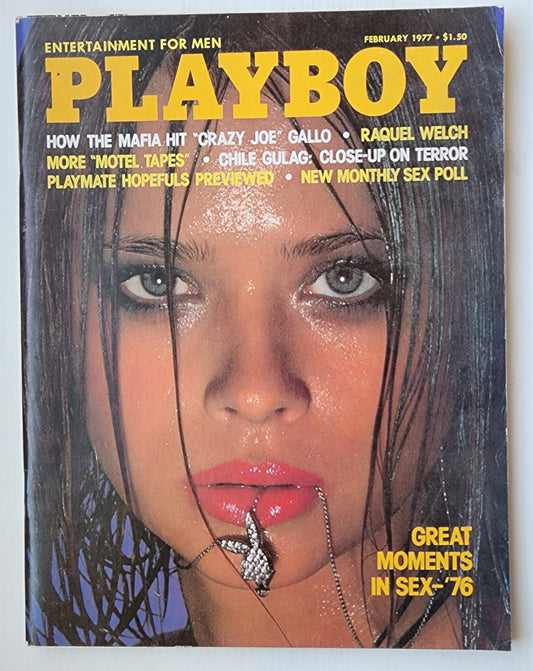 ENTERTAINMENT FOR MEN
FEBRUARY 1977 • $1.50
PLAYBOY
HOW THE MAFIA HIT "CRAZY JOE" GALLO • RAQUEL WELCH
MORE "MOTEL TAPES" • CHILE GULAG: CLOSE-UP ON TERROR
PLAYMATE HOPEFULS PREVIEWED • NEW MONTHLY SEX POLL
GREAT
MOMENTS
IN SEX–'76